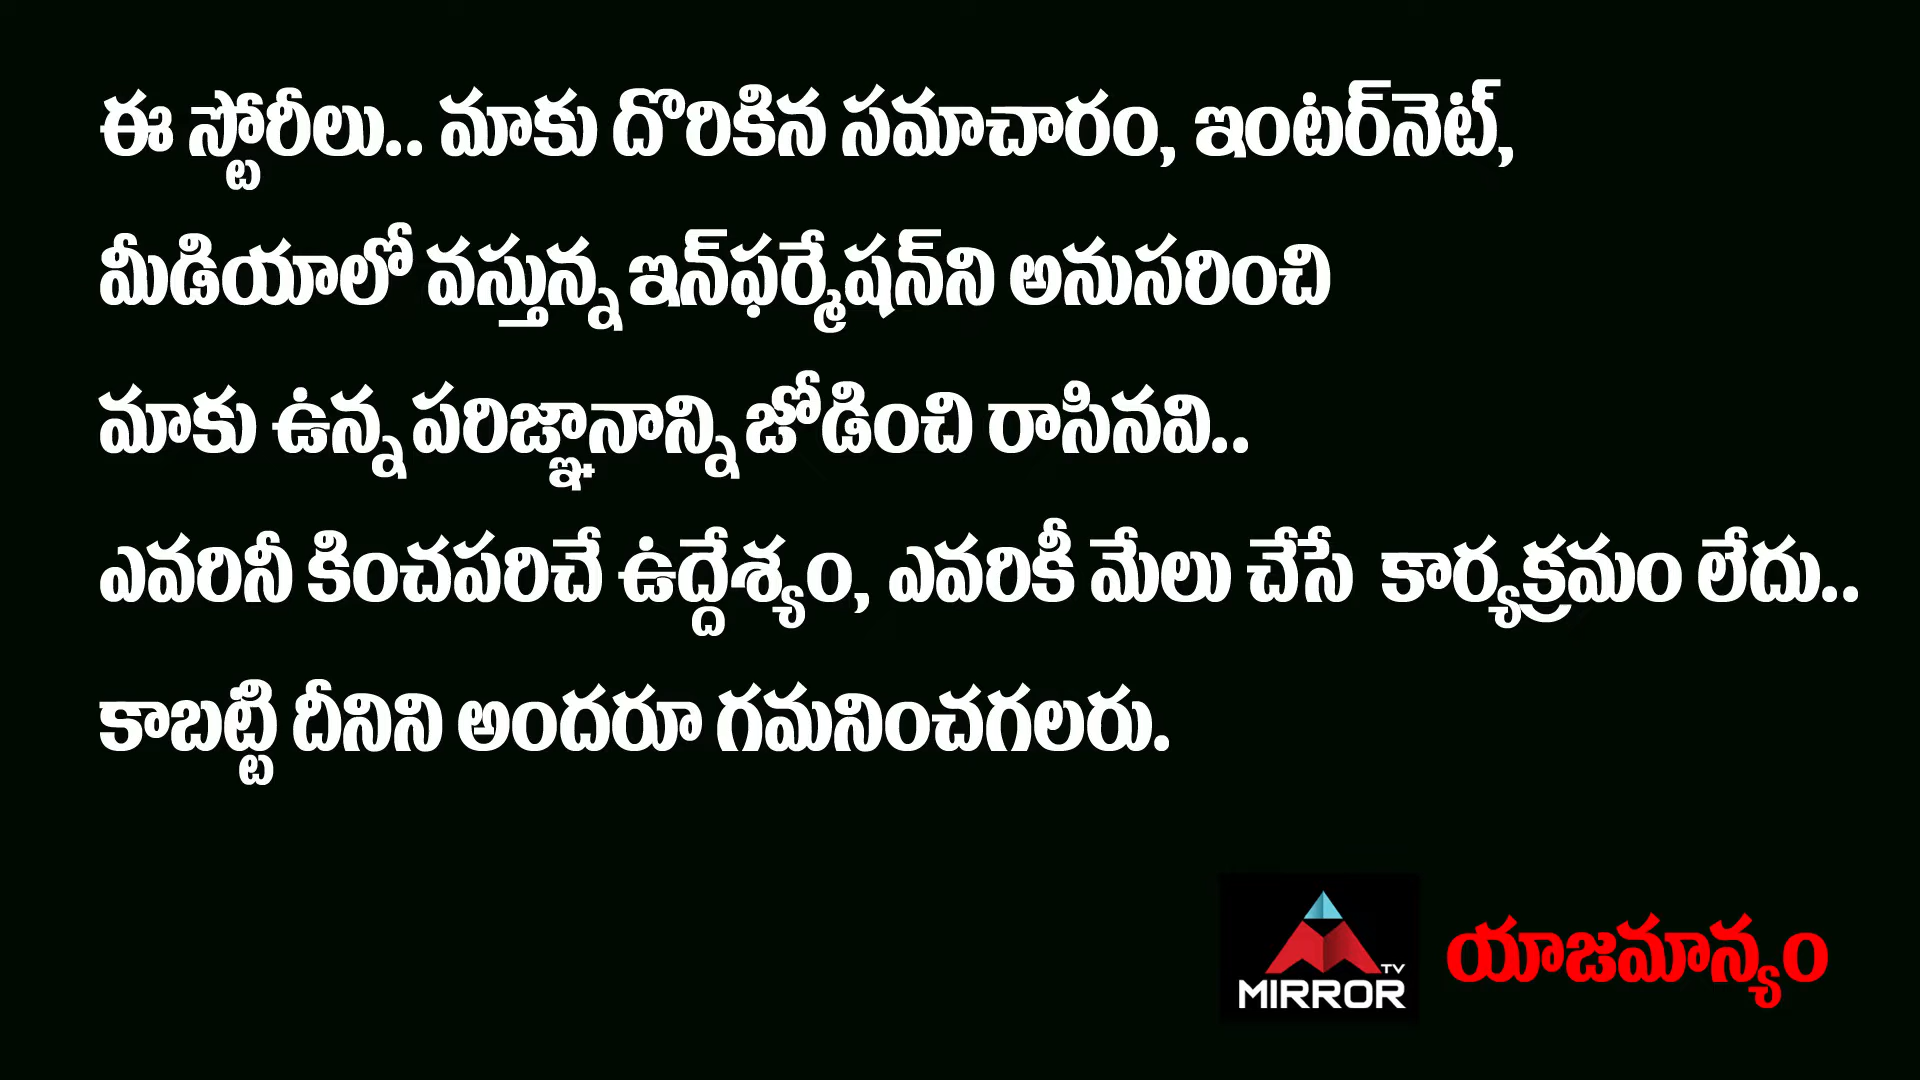 ఈ స్టోరీలు.. మాకు దొరికిన సమాచారం, ఇంటర్‌నెట్,
మీడియాలో వస్తున్న ఇన్‌ఫర్మేషన్‌ని అనుసరించి
మాకు ఉన్న పరిజ్ఞానాన్ని జోడించి రాసినవి..
ఎవరినీ కించపరిచే ఉద్దేశ్యం, ఎవరికీ మేలు చేసే కార్యక్రమం లేదు..
కాబట్టి దీనిని అందరూ గమనించగలరు.
TV
MIRROR
యాజమాన్యం